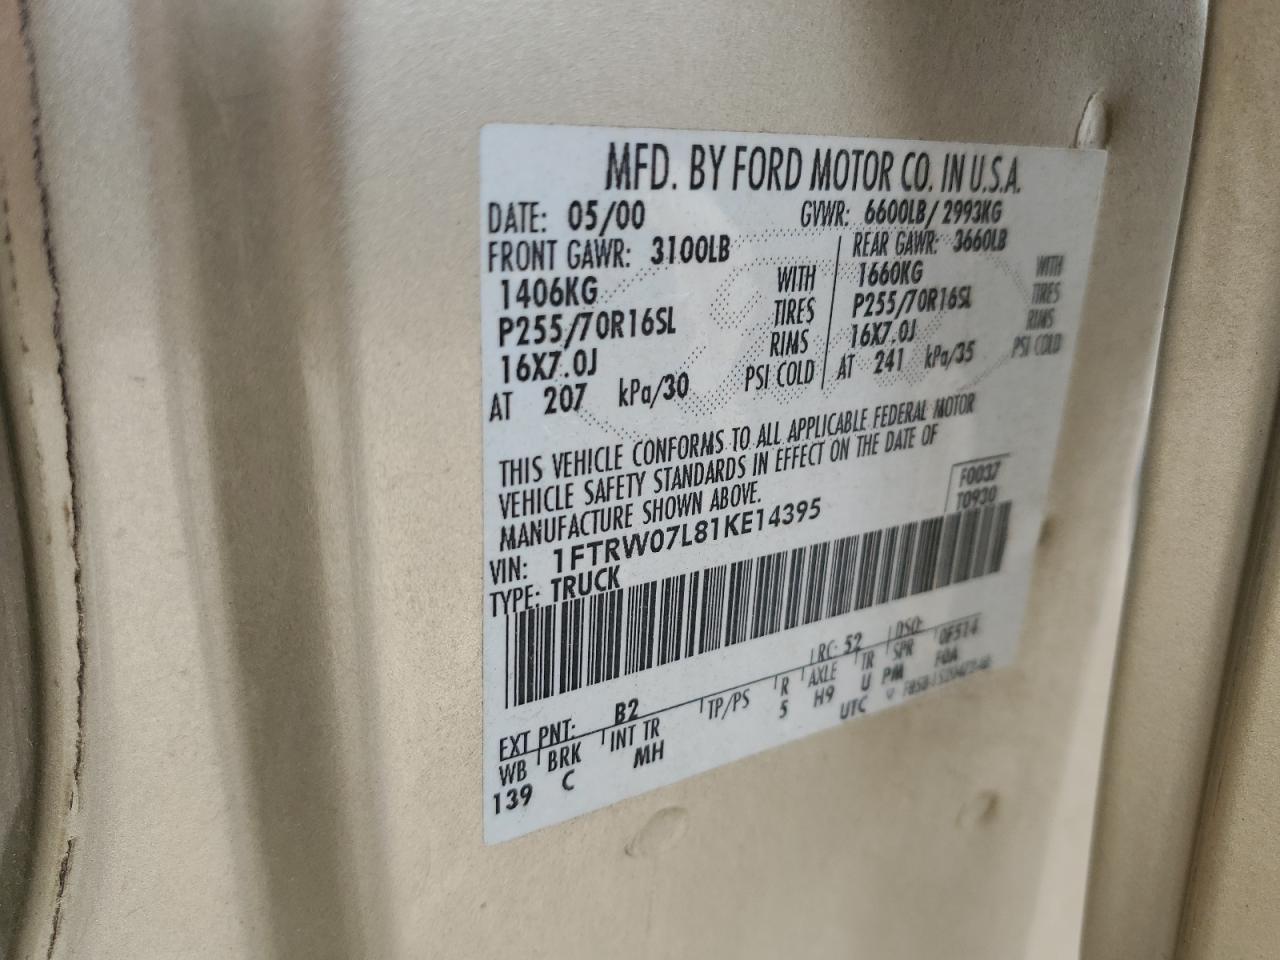 MFD. BY FORD MOTOR CO. IN U.S.A.
DATE: 05/00 GVWR: 6600LB/ 2993KG
FRONT GAWR: 3100LB REAR GAWR: 3660LB
1406KG WITH 1660KG WITH
P255/70R16SL TIRES P255/70R16SL TIRES
16X7.0J RIMS 16X7.0J RIMS
AT 207 kPa/30 PSI COLD AT 241 kPa/35 PSI COLD
THIS VEHICLE CONFORMS TO ALL APPLICABLE FEDERAL MOTOR
VEHICLE SAFETY STANDARDS IN EFFECT ON THE DATE OF
MANUFACTURE SHOWN ABOVE.
F0037
T0930
VIN: 1FTRW07L81KE14395
TYPE: TRUCK
EXT PNT: B2 RC: 52 DSO:
WB BRK INT TR TP/PS R AXLE TR SPR 0F514
139 C MH 5 H9 U PM FOA
UTC